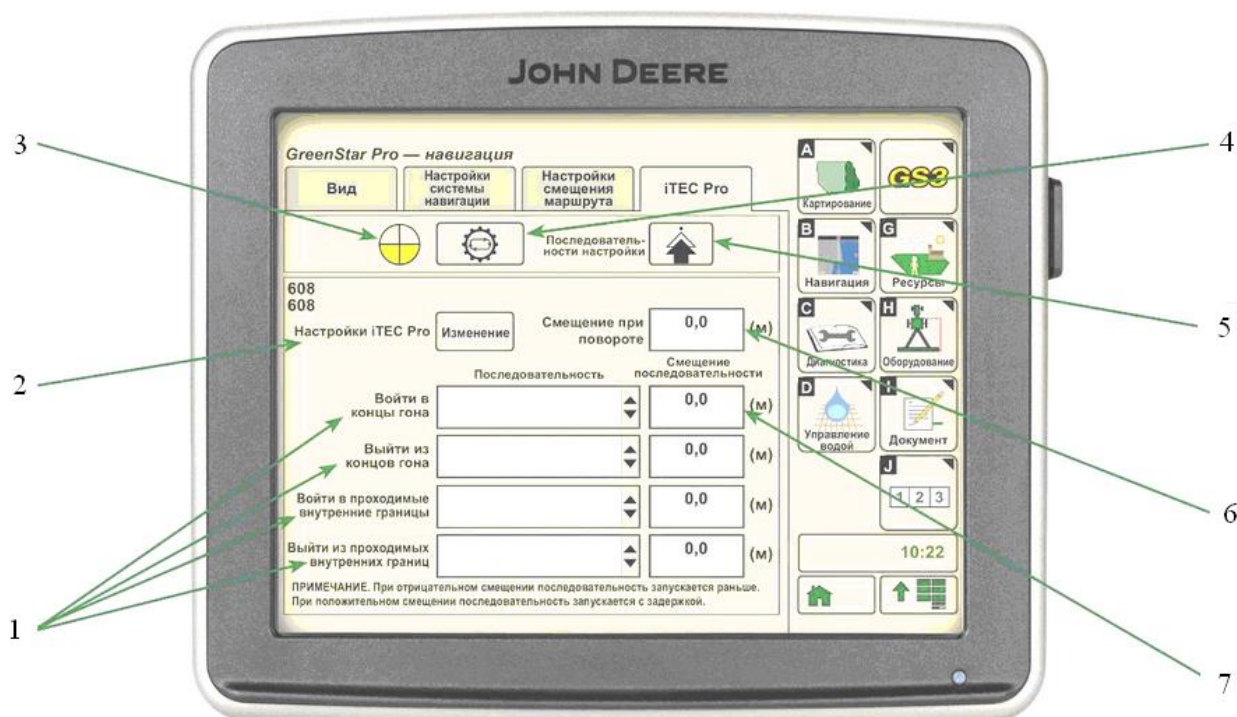 JOHN DEERE
3
4
GreenStar Pro — навигация
Вид
Настройки
системы
навигации
Настройки
смещения
маршрута
iTEC Pro
Последователь-
ности настройки
608
608
Настройки iTEC Pro
Изменение
Смещение при
повороте
0,0
(м)
Последовательность
Смещение
последовательности
Войти в
концы гона
0,0
(м)
Выйти из
концов гона
0,0
(м)
Войти в проходимые
внутренние границы
0,0
(м)
Выйти из проходимых
внутренних границ
0,0
(м)
ПРИМЕЧАНИЕ. При отрицательном смещении последовательность запускается раньше.
При положительном смещении последовательность запускается с задержкой.
A
Картирование
GS3
B
Навигация
G
Ресурсы
C
Диагностика
H
Оборудование
D
Управление
водой
I
Документ
J
1 2 3
10:22
5
2
6
1
7